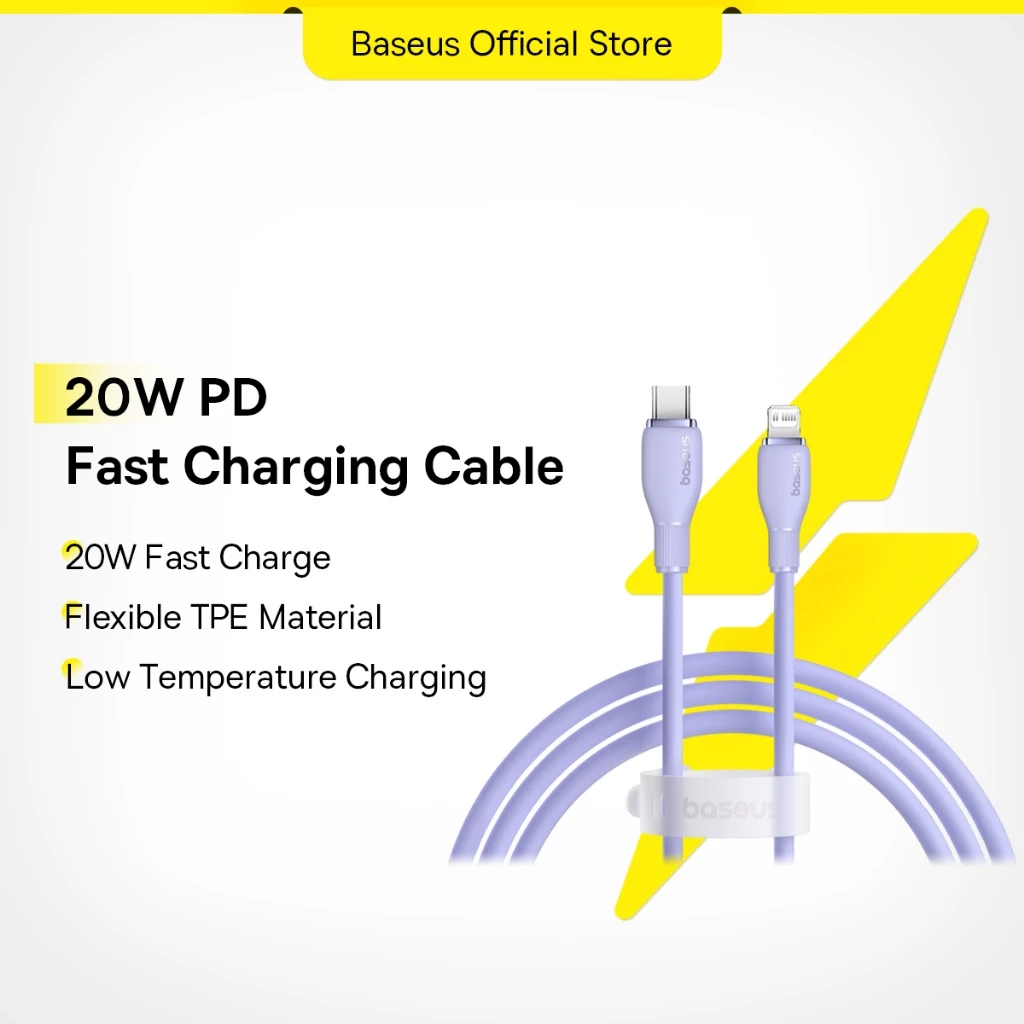 Baseus Official Store
20W PD
Fast Charging Cable
20W Fast Charge
Flexible TPE Material
Low Temperature Charging
baseus
baseus
baseus